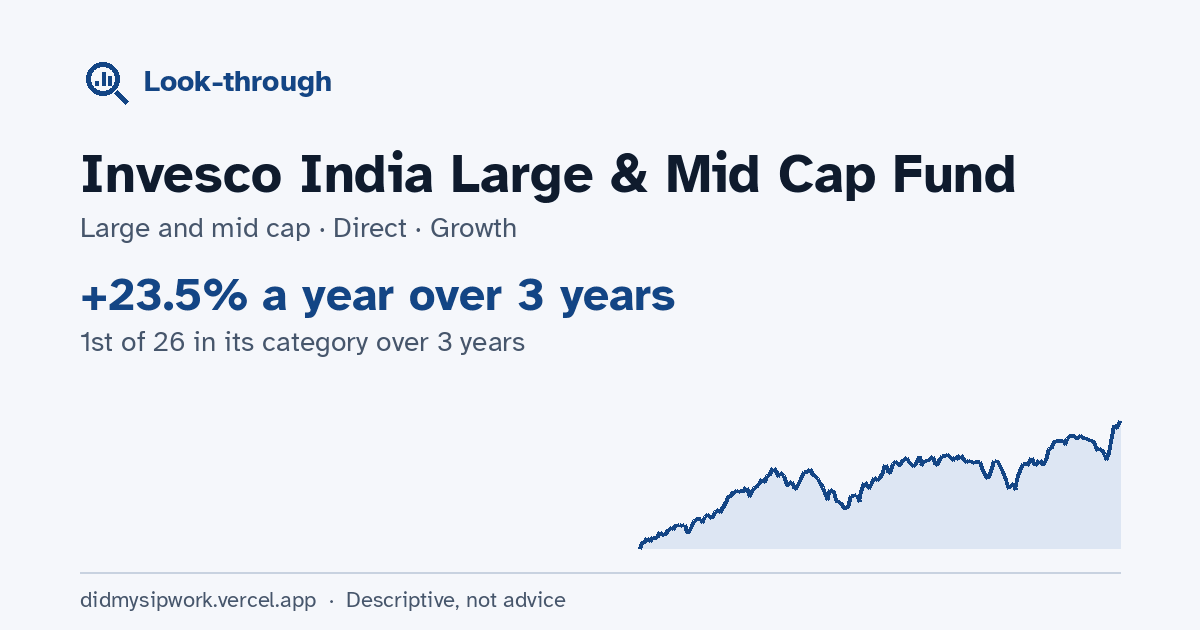 Look-through
Invesco India Large & Mid Cap Fund
Large and mid cap · Direct · Growth
+23.5% a year over 3 years
1st of 26 in its category over 3 years
didmysipwork.vercel.app · Descriptive, not advice